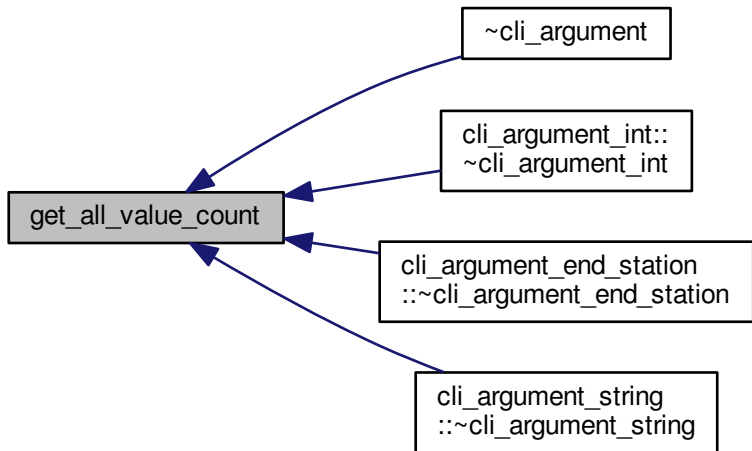 ~cli_argument
cli_argument_int::
~cli_argument_int
get_all_value_count
cli_argument_end_station
::~cli_argument_end_station
cli_argument_string
::~cli_argument_string